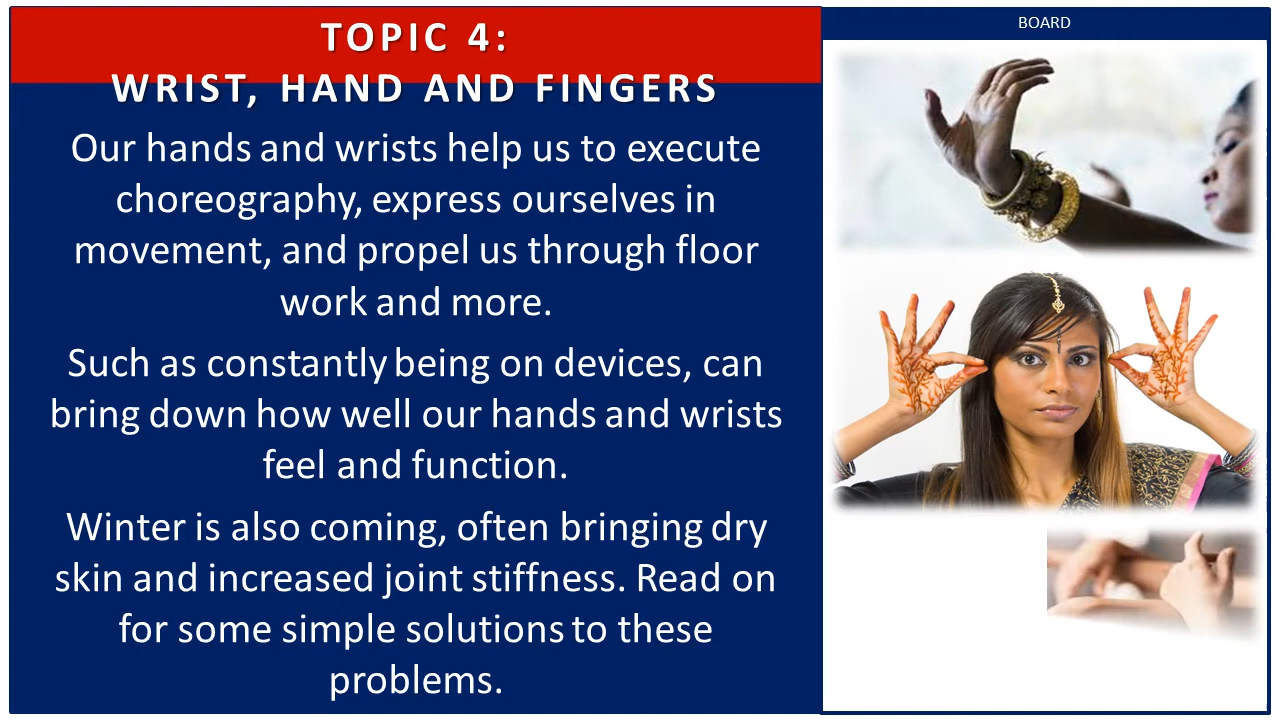 TOPIC 4:
WRIST, HAND AND FINGERS
Our hands and wrists help us to execute
choreography, express ourselves in
movement, and propel us through floor
work and more.
Such as constantly being on devices, can
bring down how well our hands and wrists
feel and function.
Winter is also coming, often bringing dry
skin and increased joint stiffness. Read on
for some simple solutions to these
problems.
BOARD